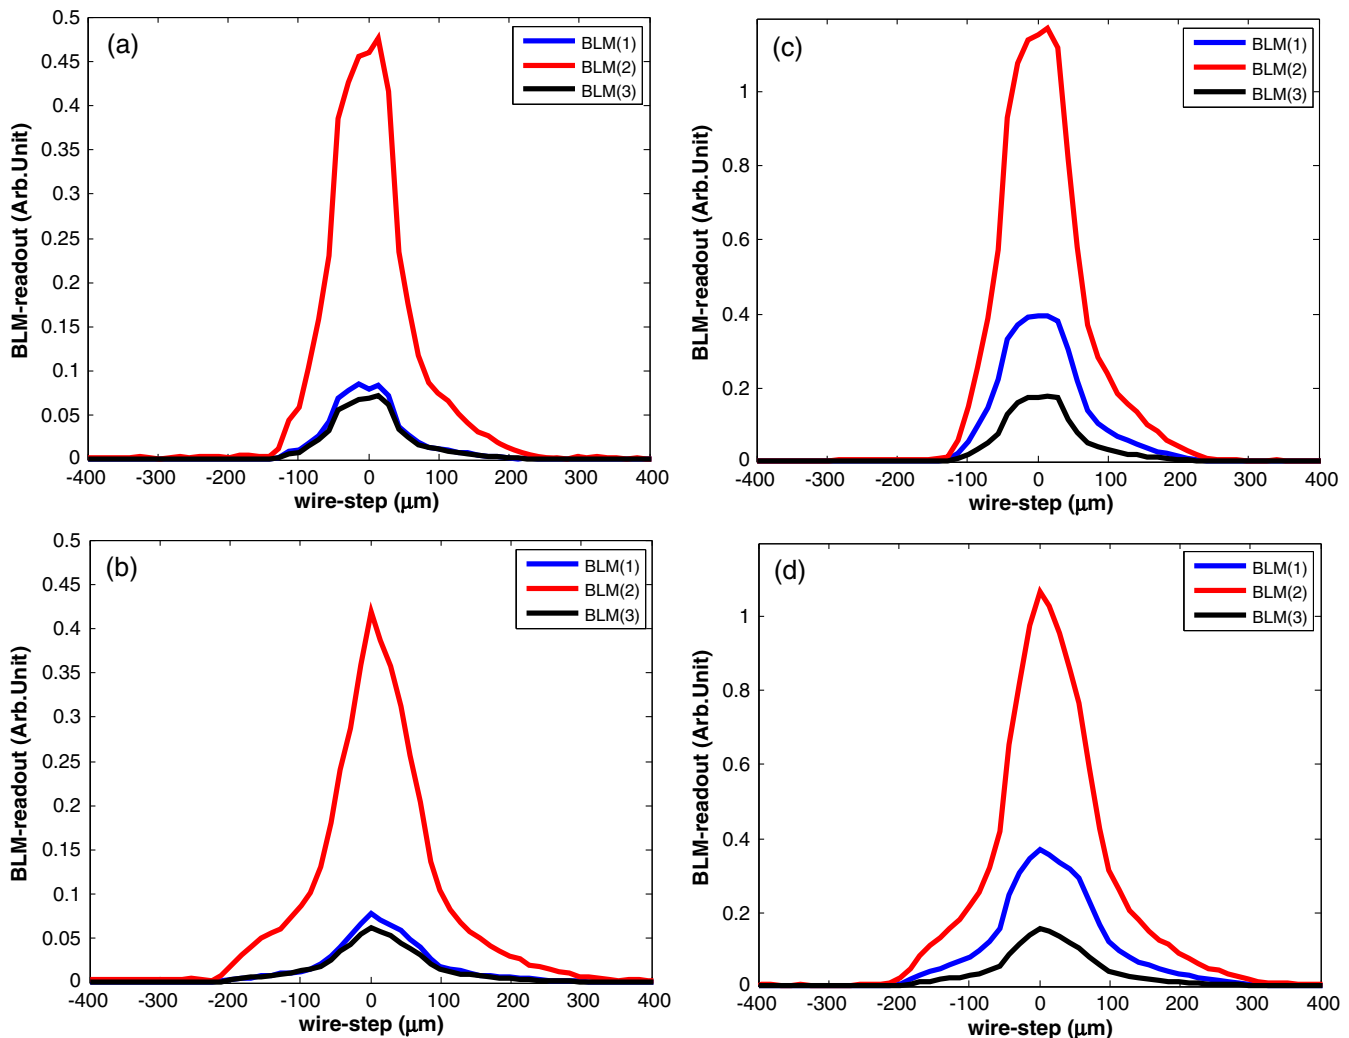 (a)
BLM(1)
BLM(2)
BLM(3)
BLM-readout (Arb.Unit)
0.5
0.45
0.4
0.35
0.3
0.25
0.2
0.15
0.1
0.05
0
-400 -300 -200 -100 0 100 200 300 400
wire-step (μm)
(c)
BLM(1)
BLM(2)
BLM(3)
BLM-readout (Arb.Unit)
1
0.8
0.6
0.4
0.2
0
-400 -300 -200 -100 0 100 200 300 400
wire-step (μm)
(b)
BLM(1)
BLM(2)
BLM(3)
BLM-readout (Arb.Unit)
0.5
0.45
0.4
0.35
0.3
0.25
0.2
0.15
0.1
0.05
0
-400 -300 -200 -100 0 100 200 300 400
wire-step (μm)
(d)
BLM(1)
BLM(2)
BLM(3)
BLM-readout (Arb.Unit)
1
0.8
0.6
0.4
0.2
0
-400 -300 -200 -100 0 100 200 300 400
wire-step (μm)